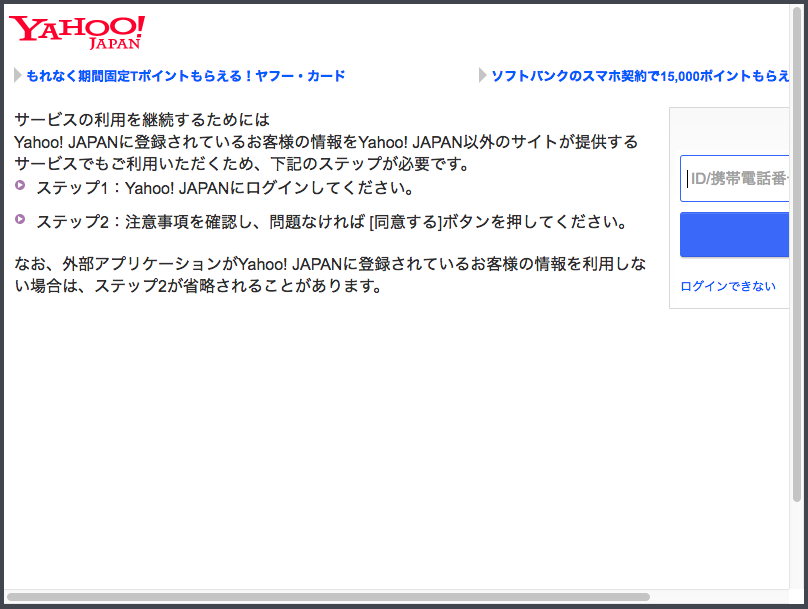 YAHOO!
JAPAN
もれなく期間固定Tポイントもらえる！ヤフー・カード
ソフトバンクのスマホ契約で15,000ポイントもらえ
サービスの利用を継続するためには
Yahoo! JAPANに登録されているお客様の情報をYahoo! JAPAN以外のサイトが提供する
サービスでもご利用いただくため、下記のステップが必要です。
ステップ1：Yahoo! JAPANにログインしてください。
ステップ2：注意事項を確認し、問題なければ [同意する]ボタンを押してください。
なお、外部アプリケーションがYahoo! JAPANに登録されているお客様の情報を利用しな
い場合は、ステップ2が省略されることがあります。
ID/携帯電話番
ログインできない